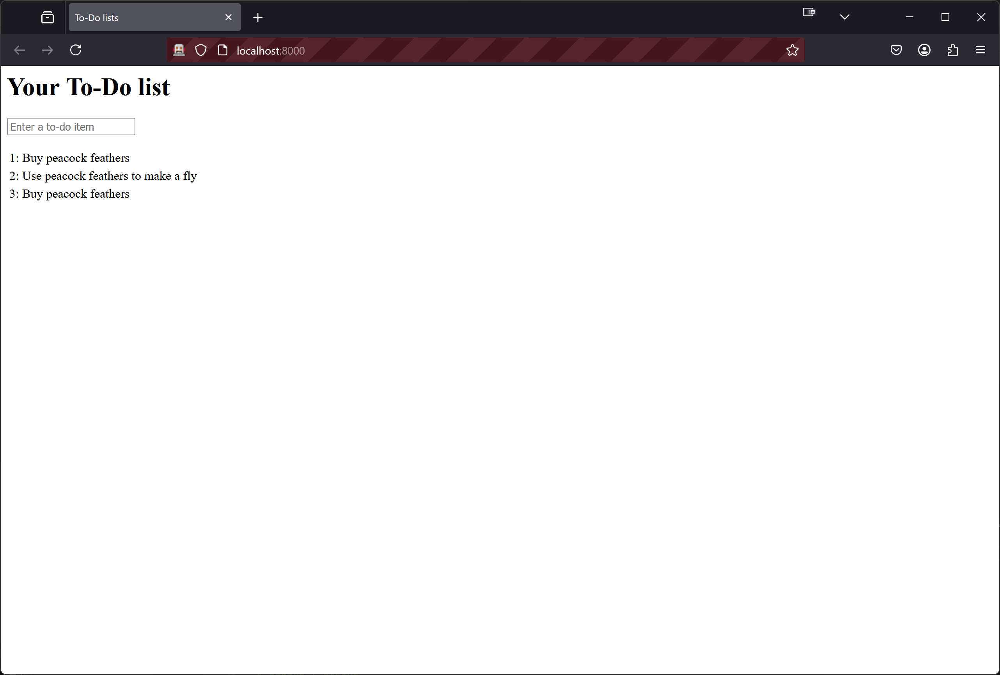 To-Do lists
localhost:8000
Your To-Do list
Enter a to-do item
1: Buy peacock feathers
2: Use peacock feathers to make a fly
3: Buy peacock feathers